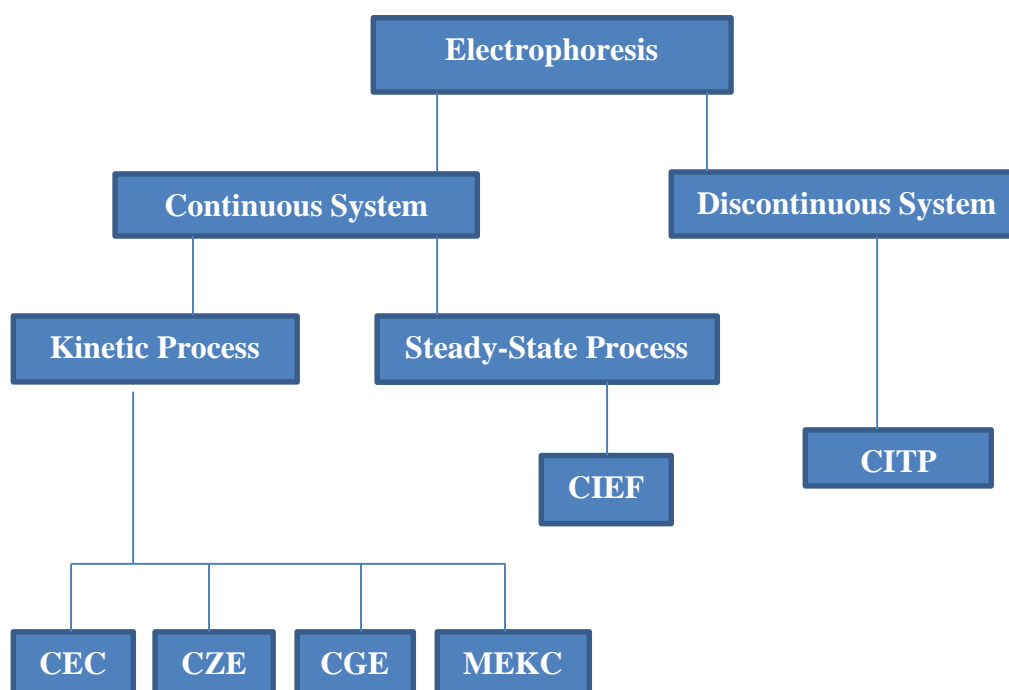 Electrophoresis
Continuous System
Discontinuous System
Kinetic Process
Steady-State Process
CITP
CIEF
CEC
CZE
CGE
MEKC